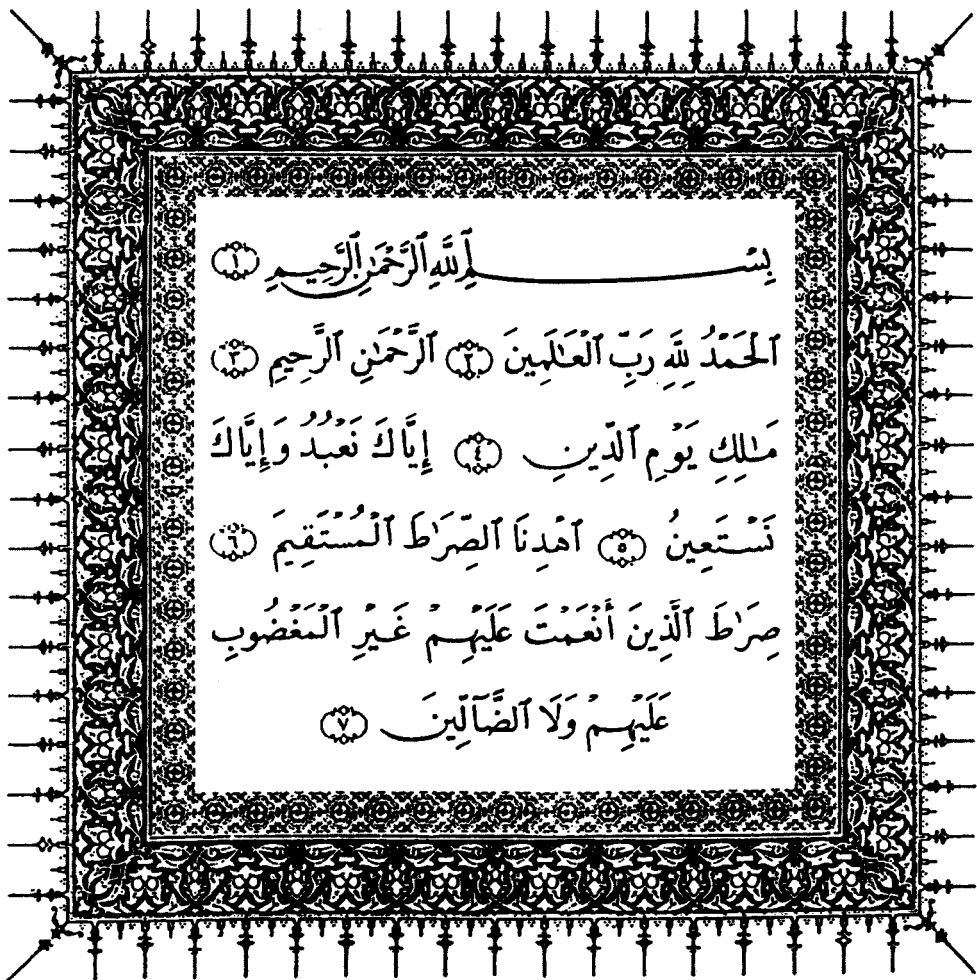 بِسْمِ ٱللَّهِ ٱلرَّحْمَٰنِ ٱلرَّحِيمِ ١
ٱلْحَمْدُ لِلَّهِ رَبِّ ٱلْعَٰلَمِينَ ٢ ٱلرَّحْمَٰنِ ٱلرَّحِيمِ ٣
مَٰلِكِ يَوْمِ ٱلدِّينِ ٤ إِيَّاكَ نَعْبُدُ وَإِيَّاكَ
نَسْتَعِينُ ٥ ٱهْدِنَا ٱلصِّرَٰطَ ٱلْمُسْتَقِيمَ ٦
صِرَٰطَ ٱلَّذِينَ أَنْعَمْتَ عَلَيْهِمْ غَيْرِ ٱلْمَغْضُوبِ
عَلَيْهِمْ وَلَا ٱلضَّآلِّينَ ٧